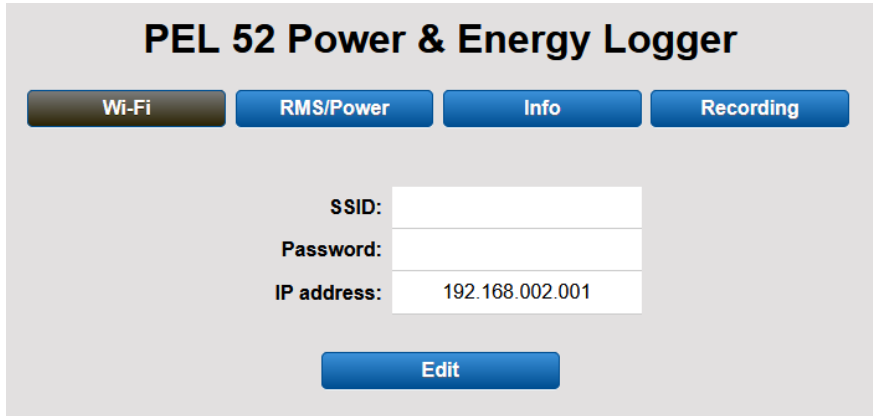 PEL 52 Power & Energy Logger
Wi-Fi RMS/Power Info Recording
SSID:
Password:
IP address: 192.168.002.001
Edit